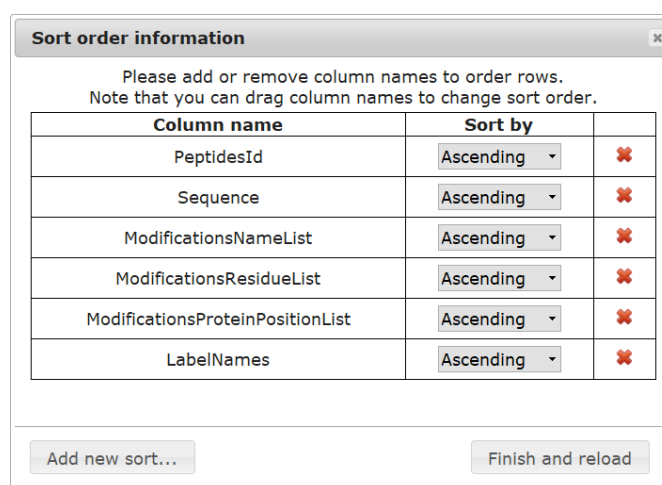 Sort order information
Please add or remove column names to order rows.
Note that you can drag column names to change sort order.
Column name Sort by
PeptidesId Ascending
Sequence Ascending
ModificationsNameList Ascending
ModificationsResidueList Ascending
ModificationsProteinPositionList Ascending
LabelNames Ascending
Add new sort... Finish and reload